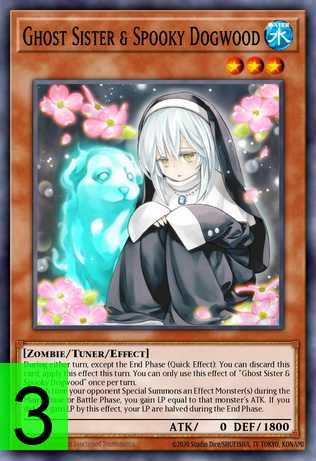 GHOST SISTER & SPOOKY DOGWOOD
WATER
水
[ZOMBIE/TUNER/EFFECT]
During either turn, except the End Phase (Quick Effect): You can discard this
card; apply this effect this turn. You can only use this effect of "Ghost Sister &
Spooky Dogwood" once per turn.
your opponent Special Summons an Effect Monster(s) during the
Main Phase or Battle Phase, you gain LP equal to that monster's ATK. If you
gain LP by this effect, your LP are halved during the End Phase.
ATK/ 0 DEF/1800
3
©2020 Studio Dice/SHUEISHA, TV TOKYO, KONAMI